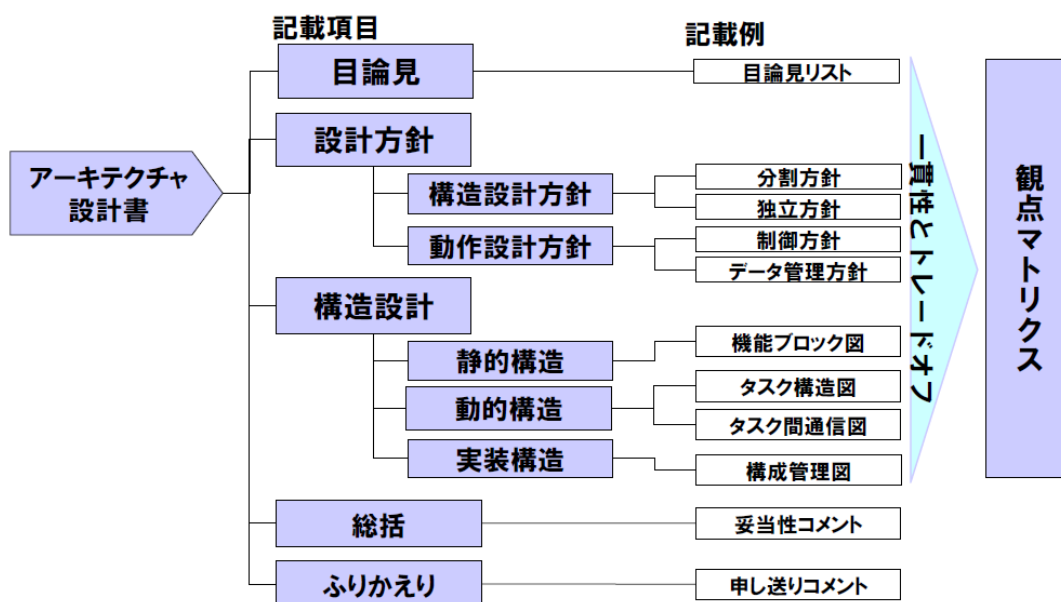 記載項目
記載例
目論見
目論見リスト
設計方針
アーキテクチャ
設計書
構造設計方針
分割方針
独立方針
動作設計方針
制御方針
データ管理方針
構造設計
静的構造
機能ブロック図
動的構造
タスク構造図
タスク間通信図
実装構造
構成管理図
総括
妥当性コメント
ふりかえり
申し送りコメント
一貫性とトレードオフ
観点マトリクス